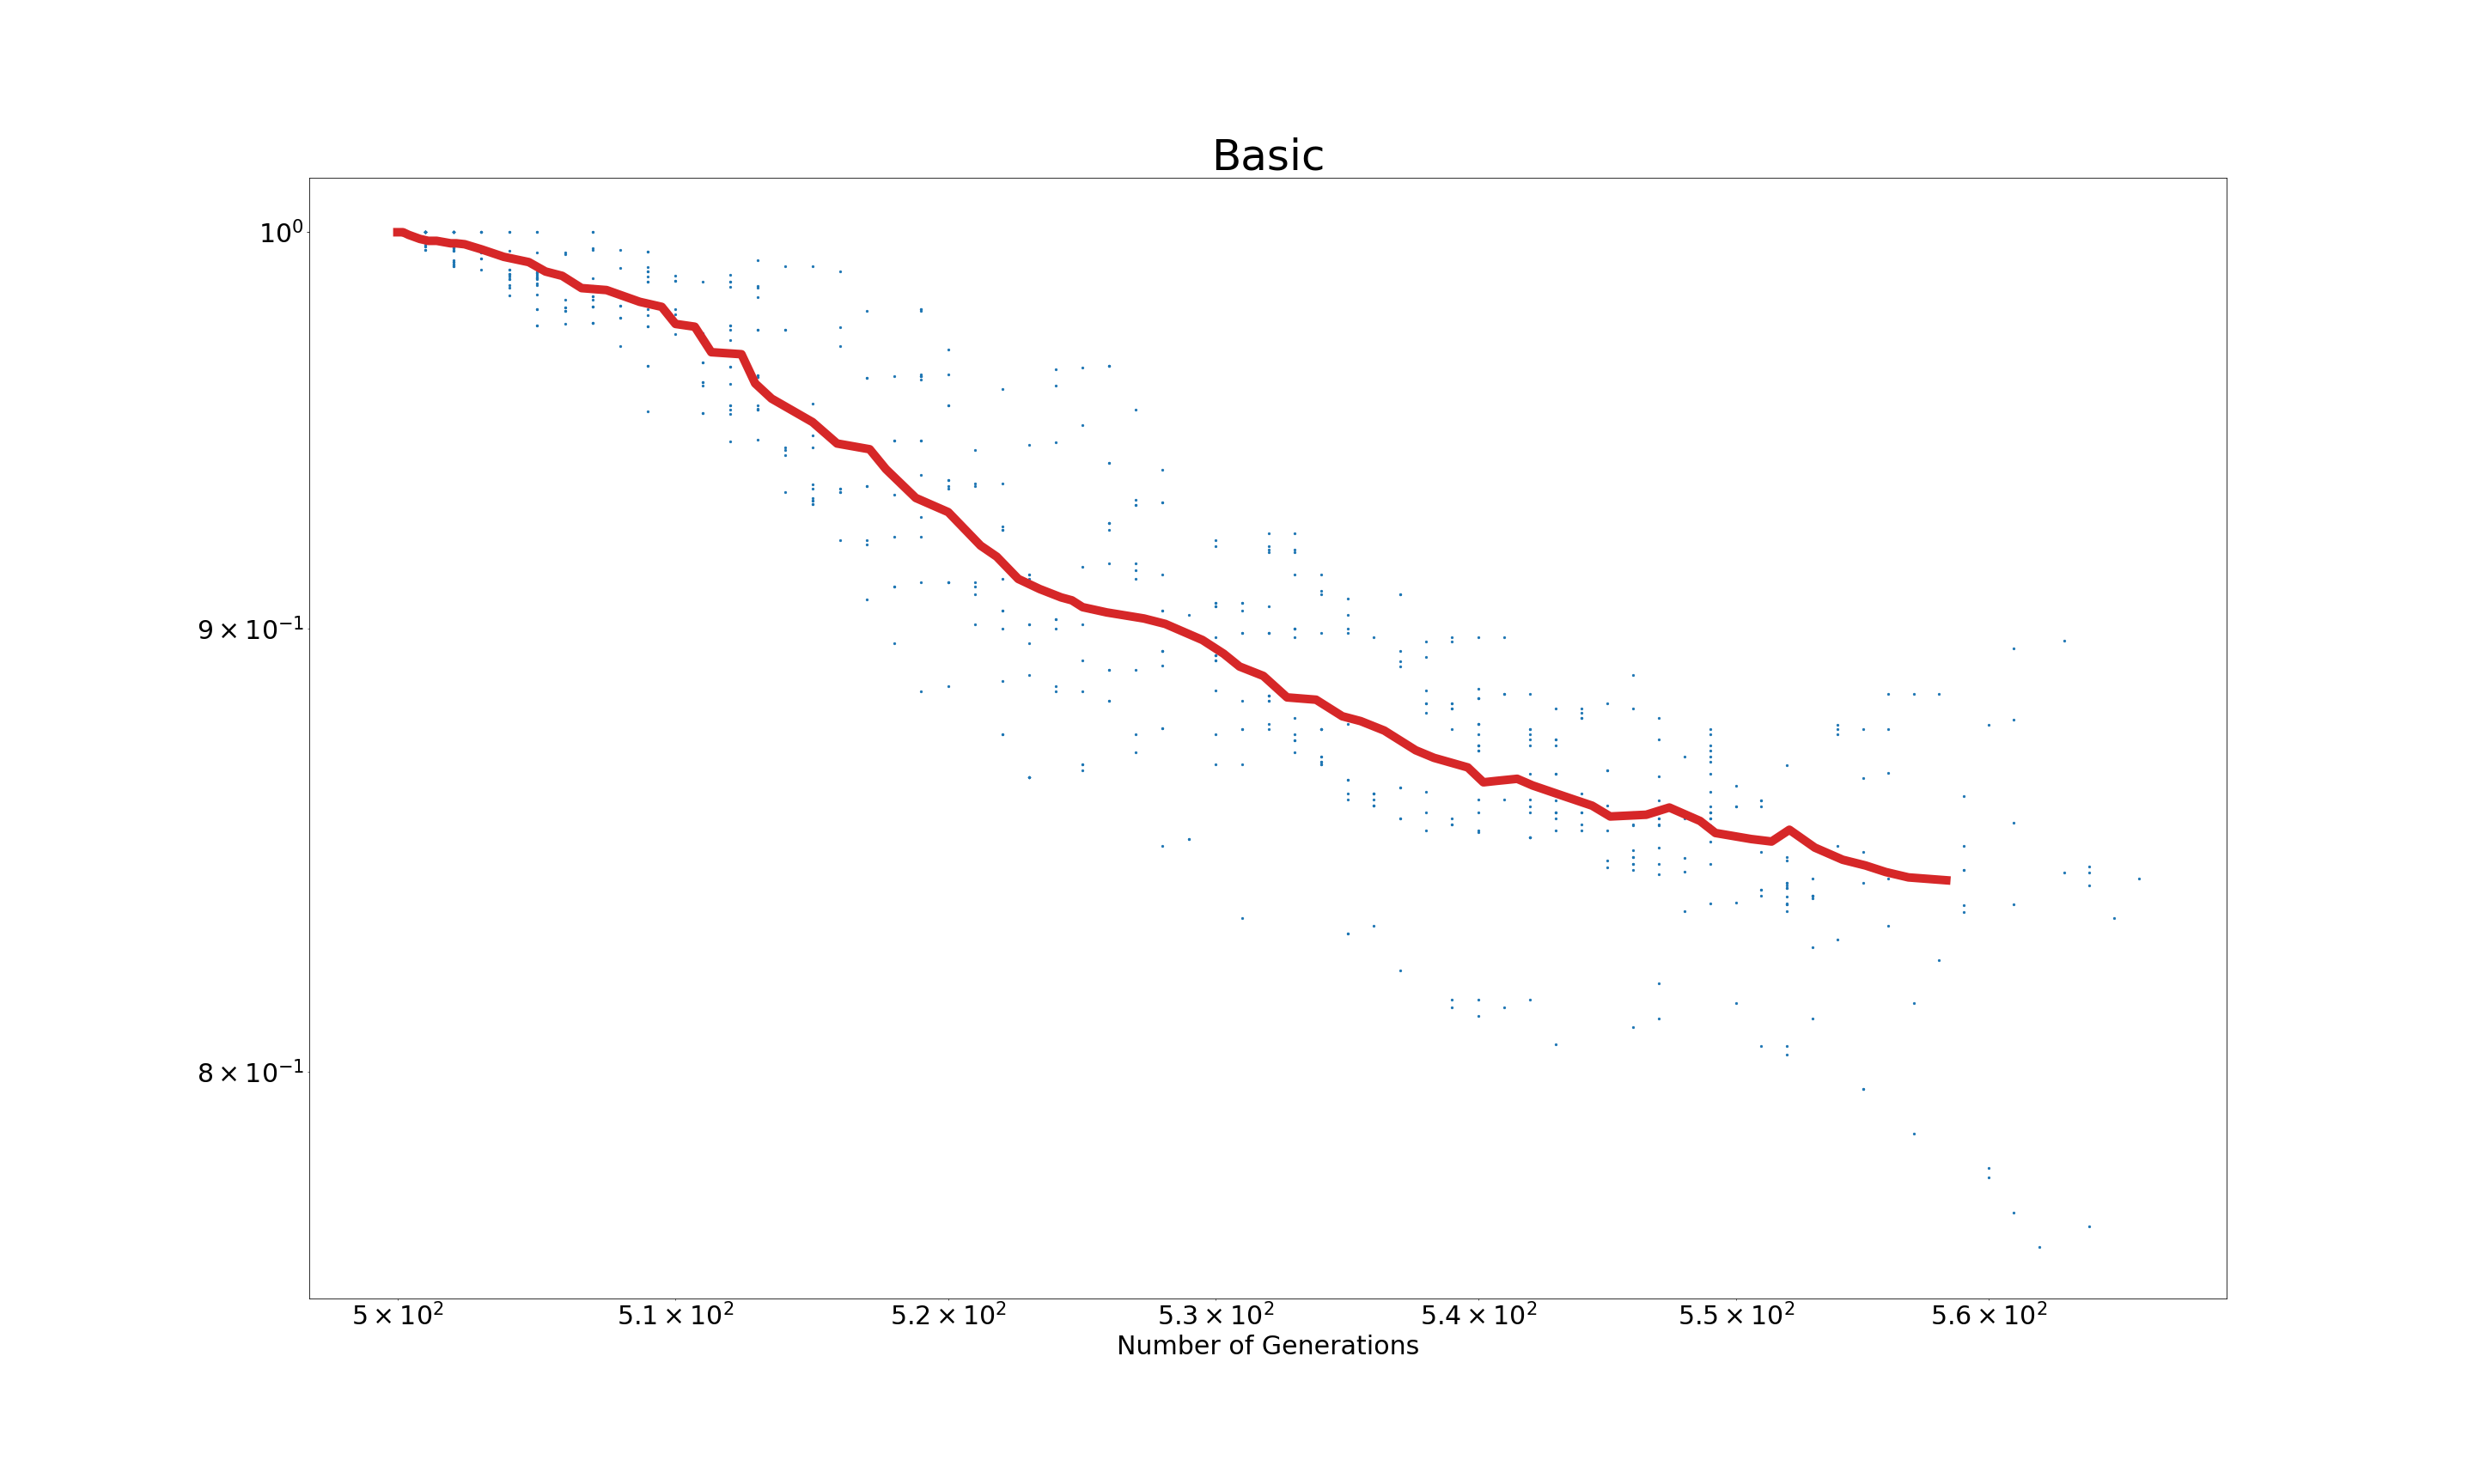 Basic
10⁰
9 × 10⁻¹
8 × 10⁻¹
5 × 10² 5.1 × 10² 5.2 × 10² 5.3 × 10² 5.4 × 10² 5.5 × 10² 5.6 × 10²
Number of Generations